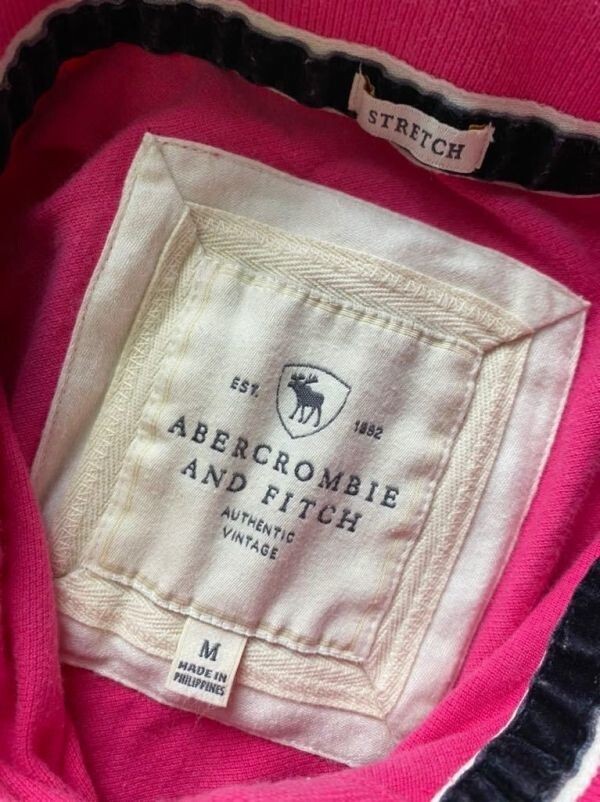 STRETCH
EST. 1892
ABERCROMBIE
AND FITCH
AUTHENTIC
VINTAGE
M
MADE IN
PHILIPPINES